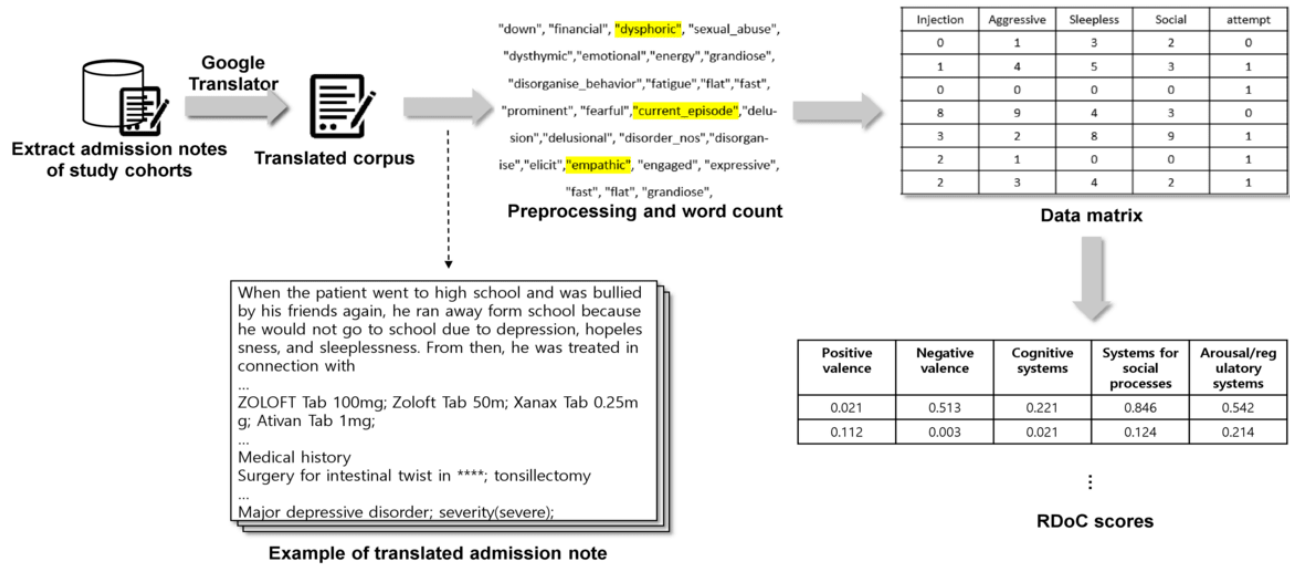 Google
Translator
Extract admission notes
of study cohorts
Translated corpus
"down", "financial", "dysphoric", "sexual_abuse",
"dysthymic","emotional","energy","grandiose",
"disorganise_behavior","fatigue","flat","fast",
"prominent", "fearful","current_episode","delu-
sion","delusional", "disorder_nos","disorgan-
ise","elicit","empathic", "engaged", "expressive",
"fast", "flat", "grandiose",
Preprocessing and word count
Injection Aggressive Sleepless Social attempt
0 1 3 2 0
1 4 5 3 1
0 0 0 0 1
8 9 4 3 0
3 2 8 9 1
2 1 0 0 1
2 3 4 2 1
Data matrix
When the patient went to high school and was bullied
by his friends again, he ran away form school because
he would not go to school due to depression, hopeles
sness, and sleeplessness. From then, he was treated in
connection with
...
ZOLOFT Tab 100mg; Zoloft Tab 50m; Xanax Tab 0.25m
g; Ativan Tab 1mg;
...
Medical history
Surgery for intestinal twist in ****; tonsillectomy
...
Major depressive disorder; severity(severe);
Example of translated admission note
Positive Negative Cognitive Systems for Arousal/reg
valence valence systems social ulatory
processes systems
0.021 0.513 0.221 0.846 0.542
0.112 0.003 0.021 0.124 0.214
⋮
RDoC scores